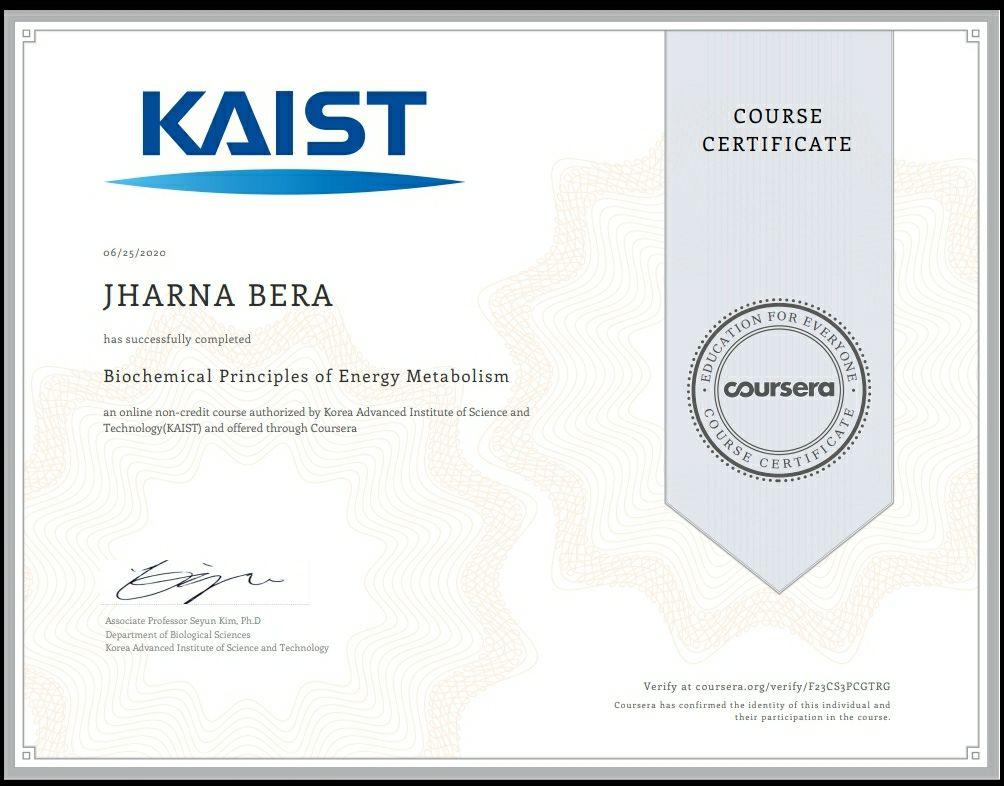 KAIST
COURSE
CERTIFICATE
06/25/2020
JHARNA BERA
has successfully completed
Biochemical Principles of Energy Metabolism
an online non-credit course authorized by Korea Advanced Institute of Science and
Technology(KAIST) and offered through Coursera
EDUCATION FOR EVERYONE
coursera
COURSE CERTIFICATE
Associate Professor Seyun Kim, Ph.D
Department of Biological Sciences
Korea Advanced Institute of Science and Technology
Verify at coursera.org/verify/F23CS3PCGTRG
Coursera has confirmed the identity of this individual and
their participation in the course.